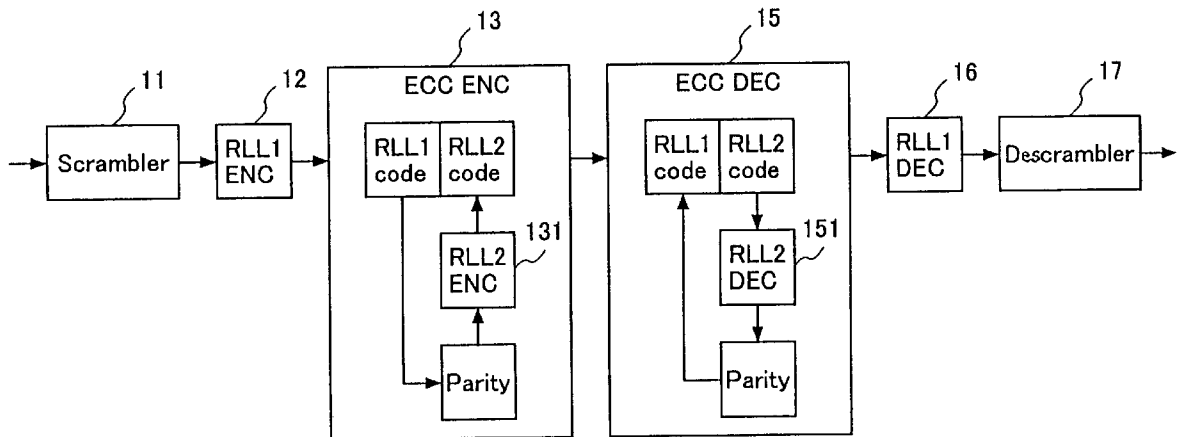 13
15
11
12
16
17
ECC ENC
ECC DEC
Scrambler
RLL1
ENC
RLL1
code
RLL2
code
RLL1
code
RLL2
code
RLL1
DEC
Descrambler
131
RLL2
ENC
151
RLL2
DEC
Parity
Parity